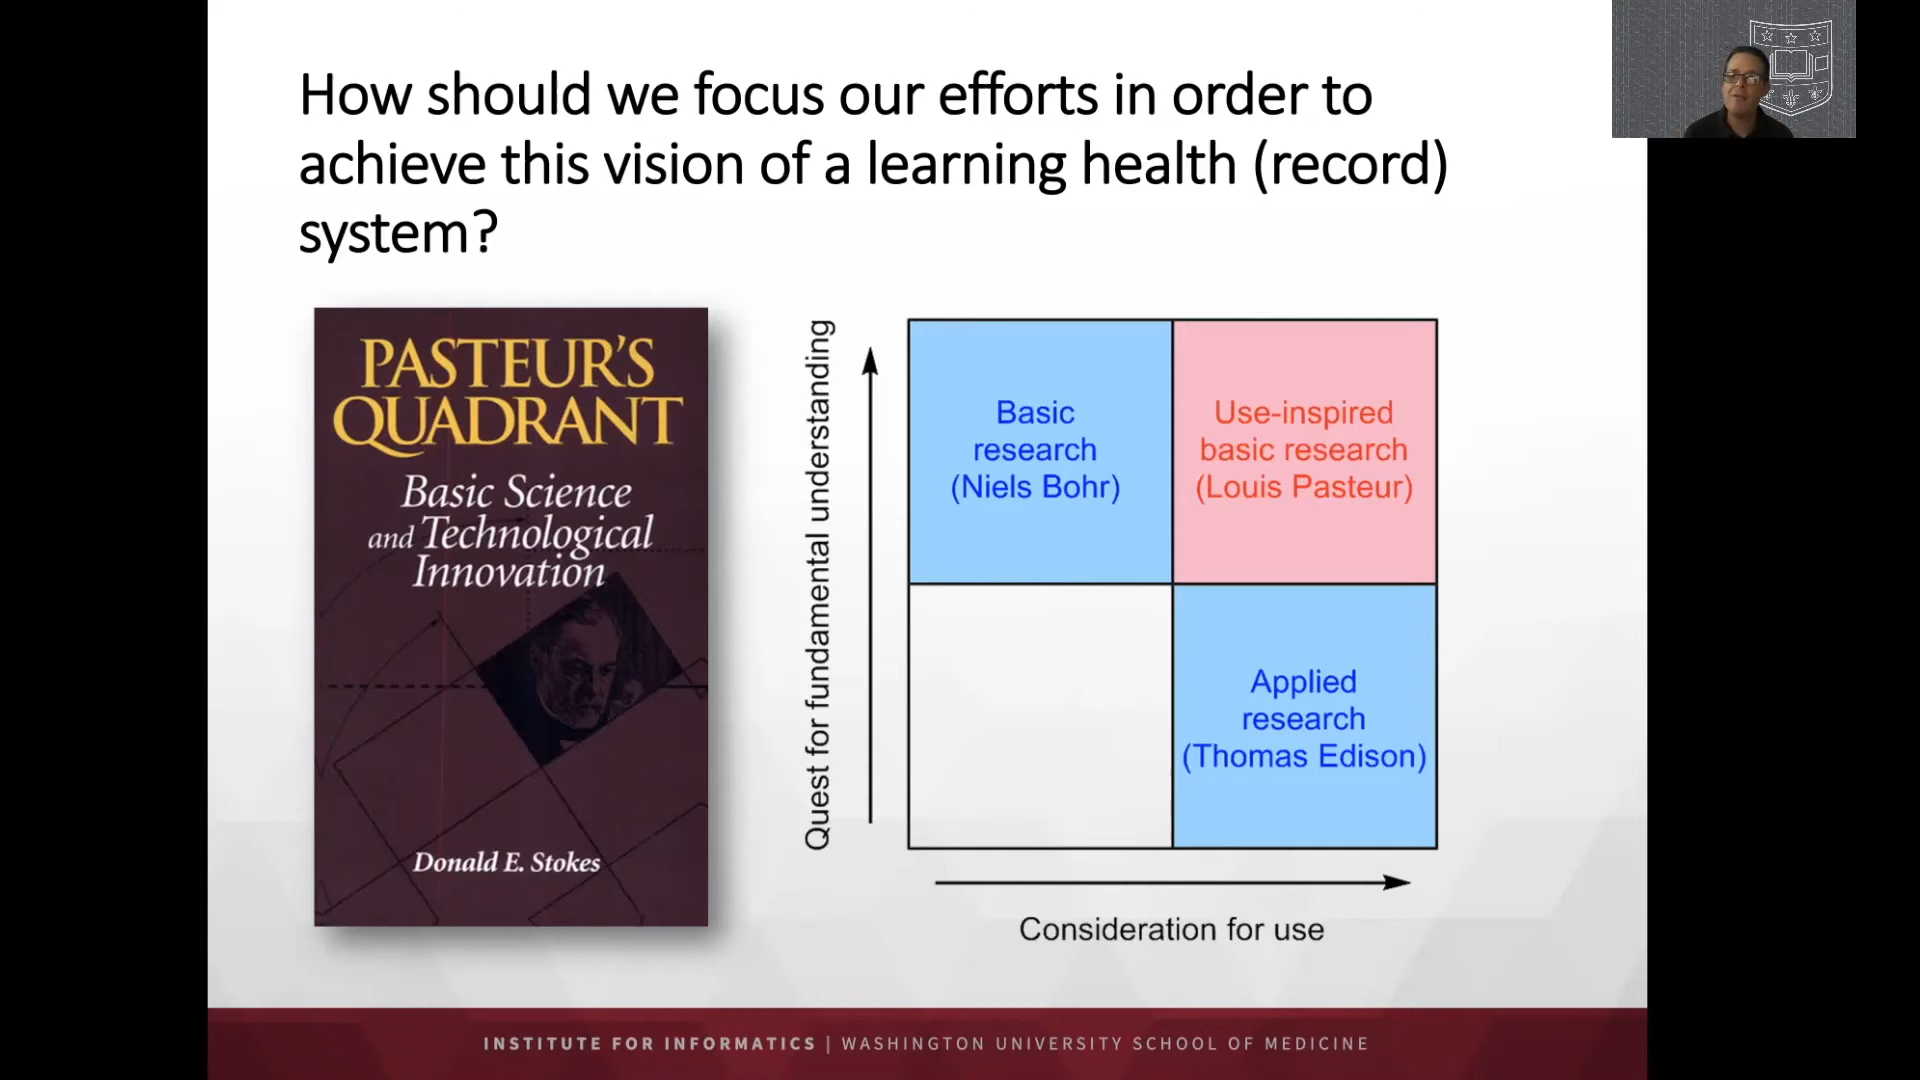 How should we focus our efforts in order to
achieve this vision of a learning health (record)
system?
PASTEUR'S
QUADRANT
Basic Science
and Technological
Innovation
Donald E. Stokes
Quest for fundamental understanding
Basic
research
(Niels Bohr)
Use-inspired
basic research
(Louis Pasteur)
Applied
research
(Thomas Edison)
Consideration for use
INSTITUTE FOR INFORMATICS | WASHINGTON UNIVERSITY SCHOOL OF MEDICINE